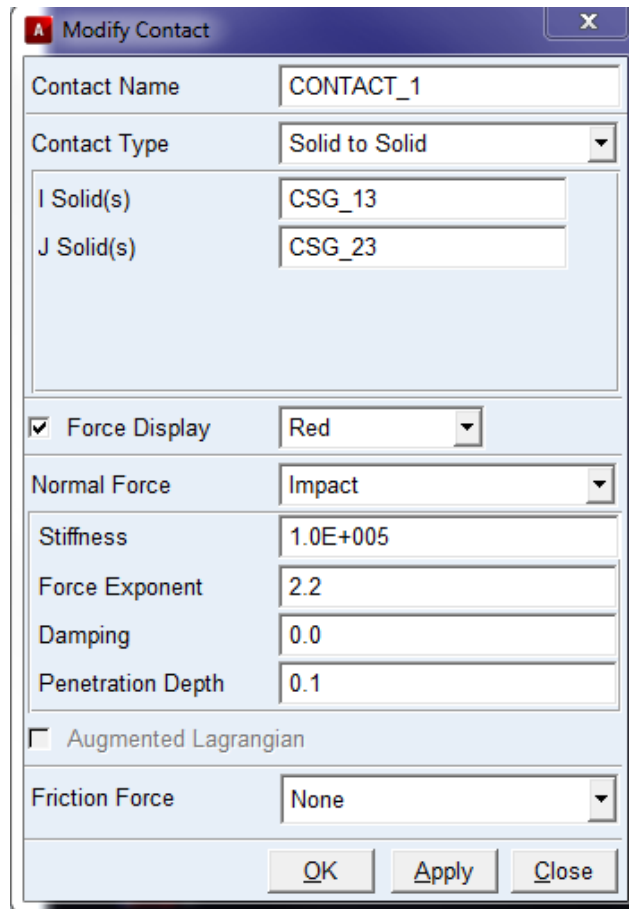 A Modify Contact X
Contact Name CONTACT_1
Contact Type Solid to Solid
I Solid(s) CSG_13
J Solid(s) CSG_23
Force Display Red
Normal Force Impact
Stiffness 1.0E+005
Force Exponent 2.2
Damping 0.0
Penetration Depth 0.1
Augmented Lagrangian
Friction Force None
OK Apply Close